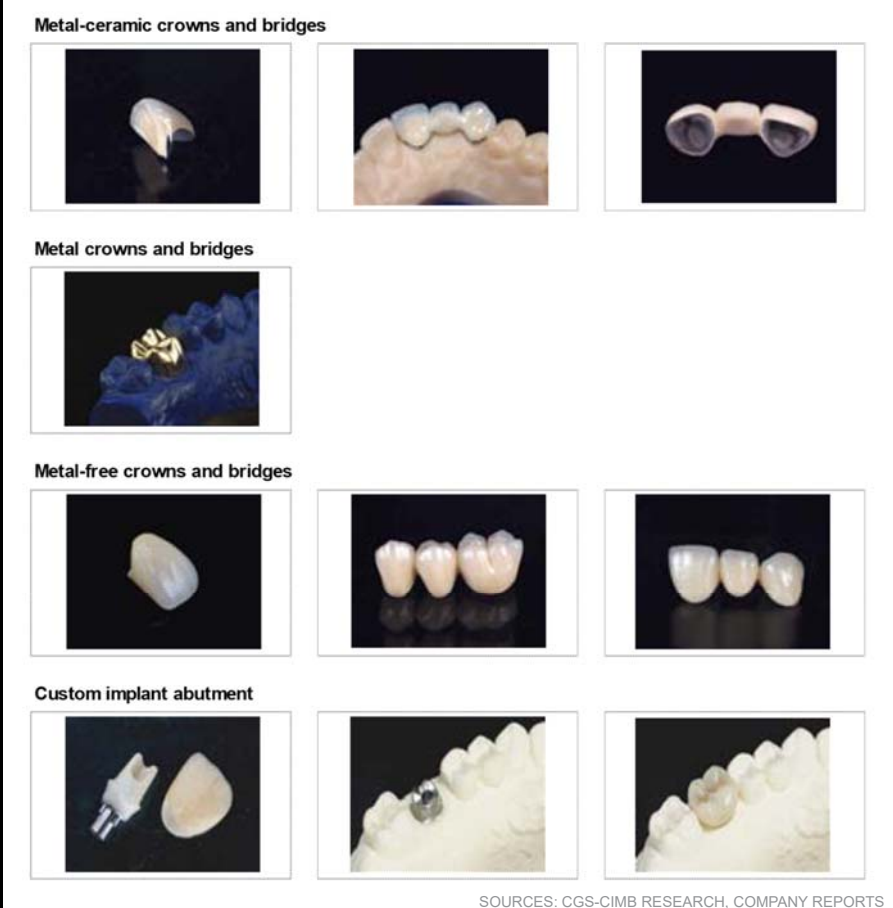 Metal-ceramic crowns and bridges
Metal crowns and bridges
Metal-free crowns and bridges
Custom implant abutment
SOURCES: CGS-CIMB RESEARCH, COMPANY REPORTS